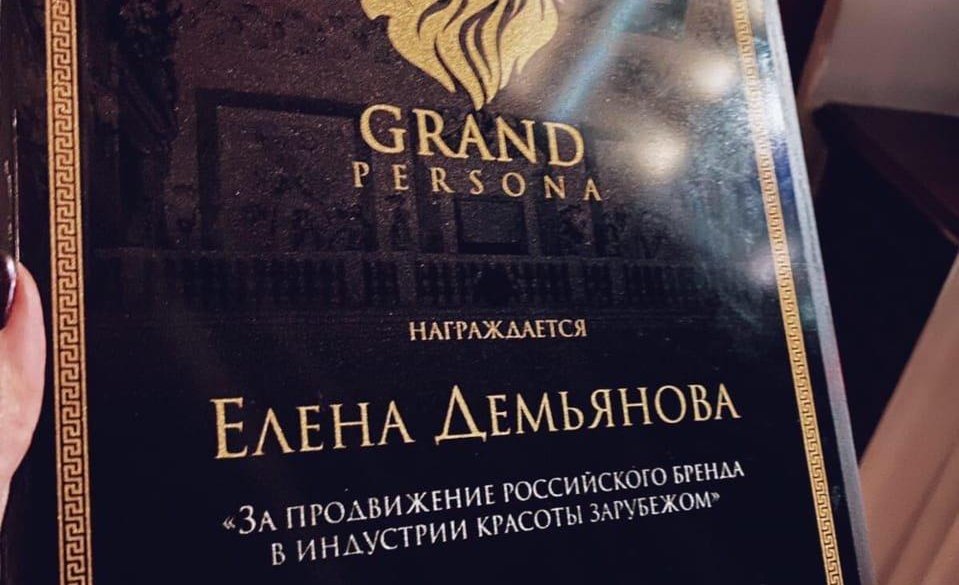 GRAND
PERSONA
НАГРАЖДАЕТСЯ
ЕЛЕНА ДЕМЬЯНОВА
«ЗА ПРОДВИЖЕНИЕ РОССИЙСКОГО БРЕНДА
В ИНДУСТРИИ КРАСОТЫ ЗАРУБЕЖОМ»